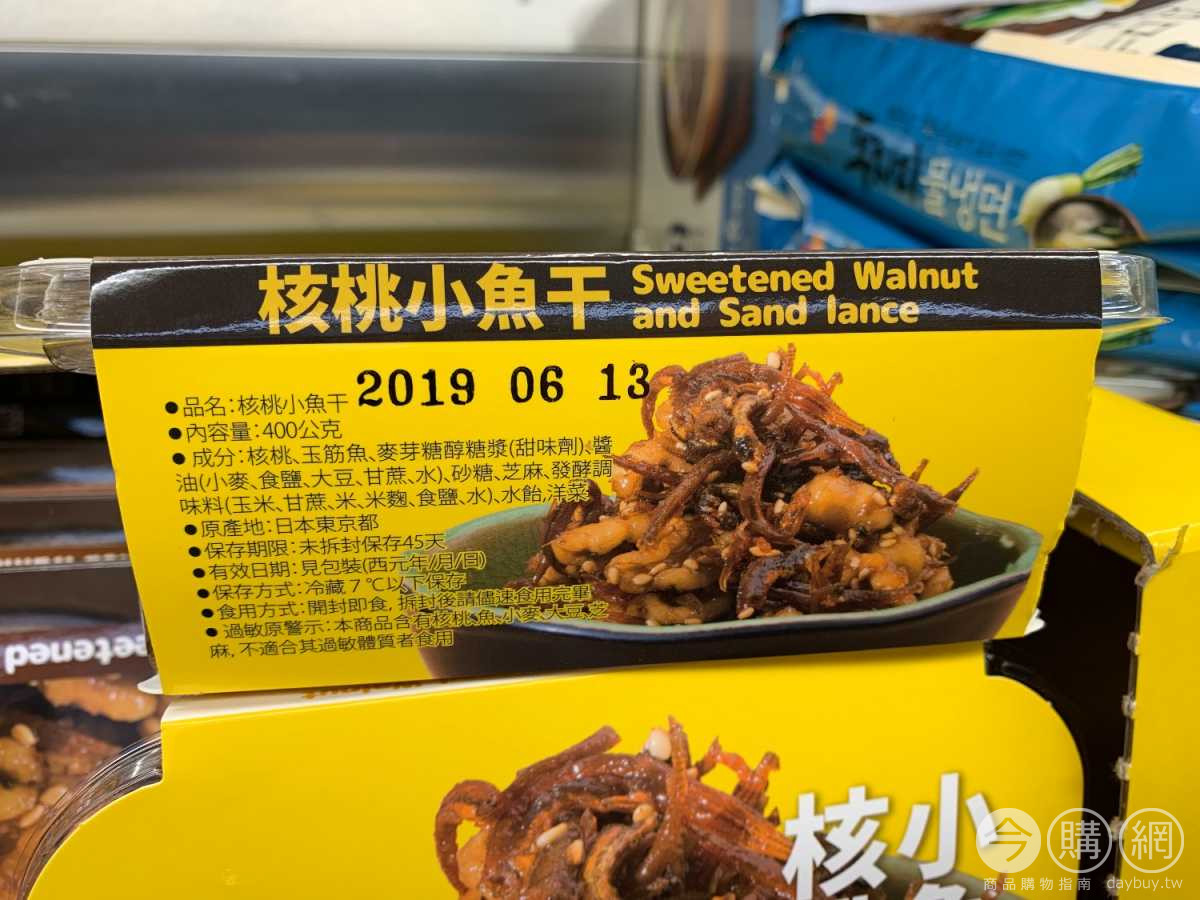 물냉면
核桃小魚干
Sweetened Walnut
and Sand lance
2019 06 13
●品名:核桃小魚干
●內容量:400公克
●成分:核桃、玉筋魚、麥芽糖醇糖漿(甜味劑)、醬
油(小麥、食鹽、大豆、甘蔗、水)、砂糖、芝麻、發酵調
味料(玉米、甘蔗、米、米麴、食鹽、水)、水飴,洋菜
●原產地:日本東京都
●保存期限:未拆封保存45天
●有效日期:見包裝(西元年/月/日)
●保存方式:冷藏7℃以下保存
●食用方式:開封即食, 拆封後請儘速食用完畢
●過敏原警示:本商品含有核桃,魚,小麥,大豆,芝
麻, 不適合其過敏體質者食用
eetened
核小
今購網
商品購物指南 daybuy.tw